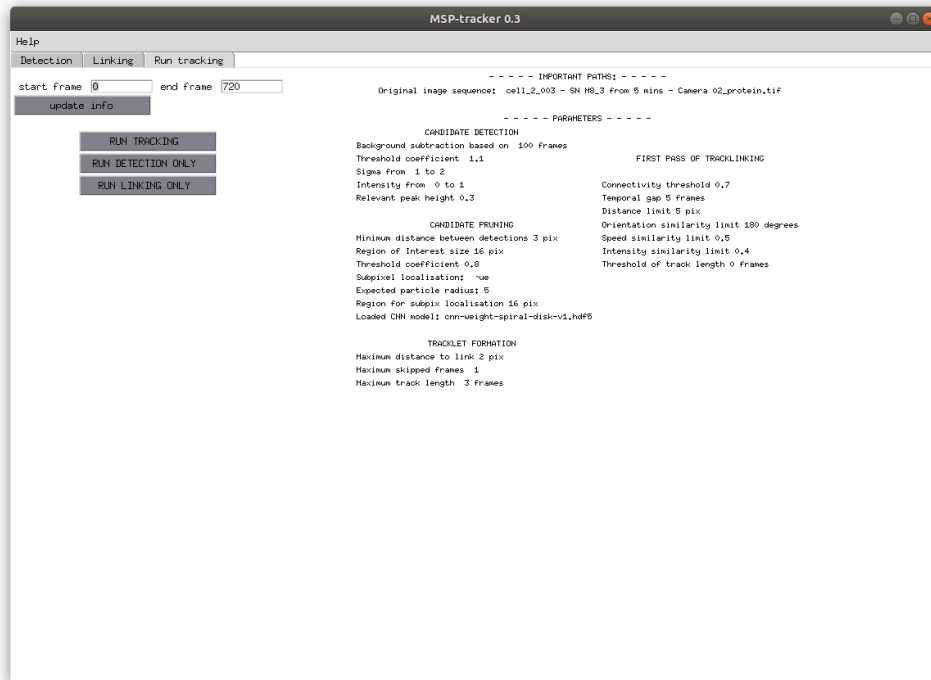 MSP-tracker 0.3
Help
Detection Linking Run tracking
start frame 0 end frame 720
update info
RUN TRACKING
RUN DETECTION ONLY
RUN LINKING ONLY
- - - - - IMPORTANT PATHS: - - - - -
Original image sequence: cell_2_003 - SN M8_3 from 5 mins - Camera 02_protein.tif
- - - - - PARAMETERS - - - - -
CANDIDATE DETECTION
Background subtraction based on 100 frames
Threshold coefficient 1.1
Sigma from 1 to 2
Intensity from 0 to 1
Relevant peak height 0.3
CANDIDATE PRUNING
Minimum distance between detections 3 pix
Region of Interest size 16 pix
Threshold coefficient 0.8
Subpixel localisation:
Expected particle radius: 5
Region for subpix localisation 16 pix
Loaded CNN model: cnn-weight-spiral-disk-v1.hdf5
TRACKLET FORMATION
Maximum distance to link 2 pix
Maximum skipped frames 1
Maximum track length 3 frames
FIRST PASS OF TRACKLINKING
Connectivity threshold 0.7
Temporal gap 5 frames
Distance limit 5 pix
Orientation similarity limit 180 degrees
Speed similarity limit 0.5
Intensity similarity limit 0.4
Threshold of track length 0 frames